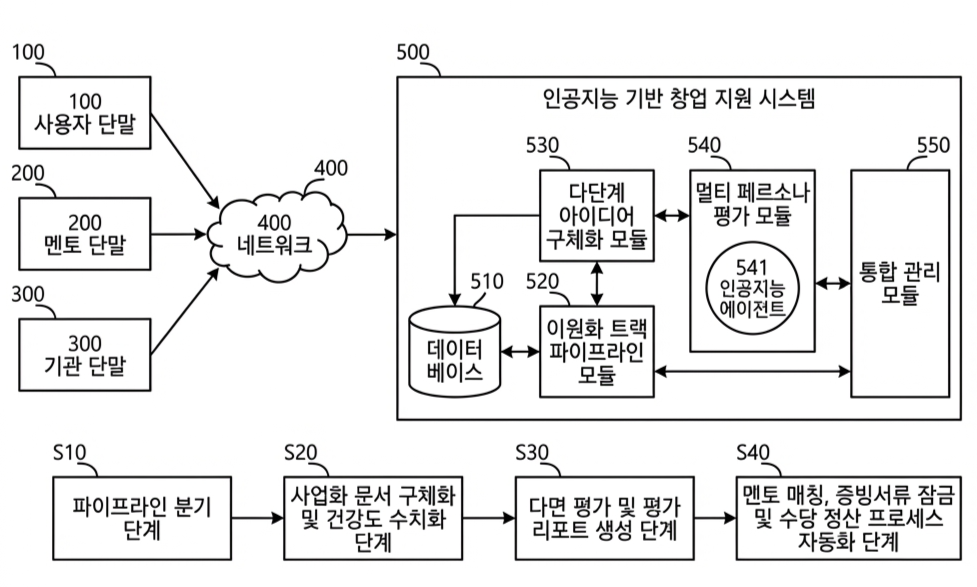 100
100
사용자 단말
200
200
멘토 단말
300
300
기관 단말
400
400
네트워크
500
인공지능 기반 창업 지원 시스템
530
다단계
아이디어
구체화 모듈
540
멀티 페르소나
평가 모듈
541
인공지능
에이전트
550
통합 관리
모듈
510
데이터
베이스
520
이원화 트랙
파이프라인
모듈
S10
파이프라인 분기
단계
S20
사업화 문서 구체화
및 건강도 수치화
단계
S30
다면 평가 및 평가
리포트 생성 단계
S40
멘토 매칭, 증빙서류 잠금
및 수당 정산 프로세스
자동화 단계